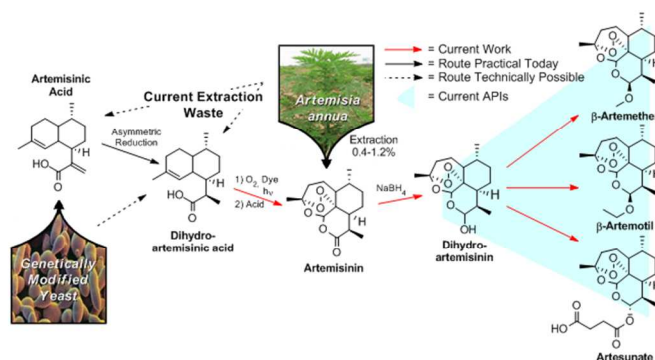 = Current Work
= Route Practical Today
= Route Technically Possible
= Current APIs
Artemisinic
Acid
Current Extraction
Waste
Artemisia
annua
Extraction
0.4-1.2%
Asymmetric
Reduction
HO
O
HO
O
Dihydro-
artemisinic acid
1) O2, Dye
hν
2) Acid
Artemisinin
NaBH4
OH
Dihydro-
artemisinin
β-Artemether
β-Artemotil
HO
O
O
O
Artesunate
Genetically
Modified
Yeast